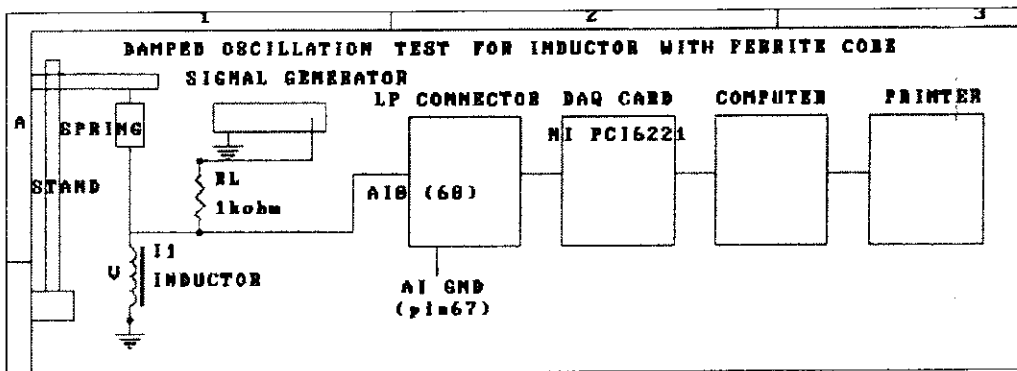 1 2 3
DAMPED OSCILLATION TEST FOR INDUCTOR WITH FERRITE CORE
SIGNAL GENERATOR
LP CONNECTOR DAQ CARD COMPUTER PRINTER
A
SPRING
NI PCI6221
STAND
RL
1kohm
AI8 (68)
I1
V
INDUCTOR
AI GND
(pin67)